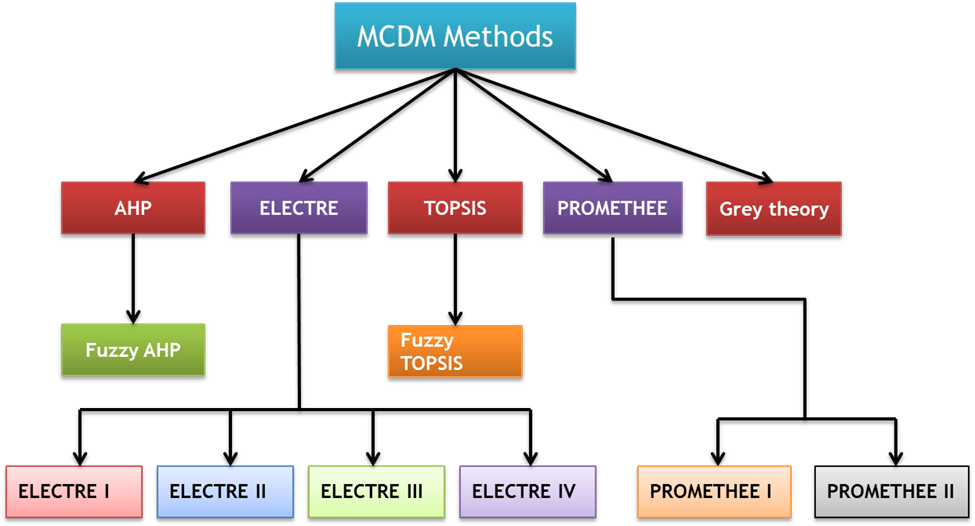 MCDM Methods
AHP
ELECTRE
TOPSIS
PROMETHEE
Grey theory
Fuzzy AHP
Fuzzy
TOPSIS
ELECTRE I
ELECTRE II
ELECTRE III
ELECTRE IV
PROMETHEE I
PROMETHEE II